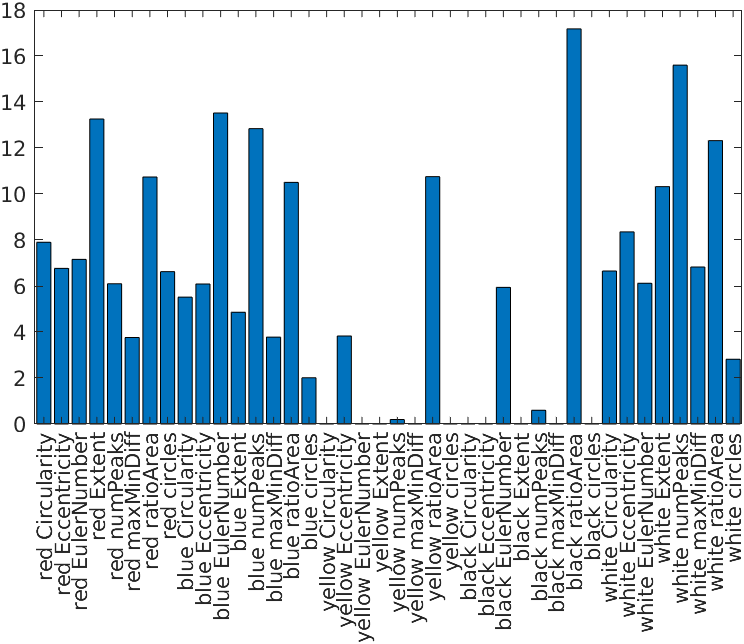 18
16
14
12
10
8
6
4
2
0
red Circularity
red Eccentricity
red EulerNumber
red Extent
red numPeaks
red maxMinDiff
red ratioArea
red circles
blue Circularity
blue Eccentricity
blue EulerNumber
blue Extent
blue numPeaks
blue maxMinDiff
blue ratioArea
blue circles
yellow Circularity
yellow Eccentricity
yellow EulerNumber
yellow Extent
yellow numPeaks
yellow maxMinDiff
yellow ratioArea
yellow circles
black Circularity
black Eccentricity
black EulerNumber
black Extent
black numPeaks
black maxMinDiff
black ratioArea
black circles
white Circularity
white Eccentricity
white EulerNumber
white Extent
white numPeaks
white maxMinDiff
white ratioArea
white circles